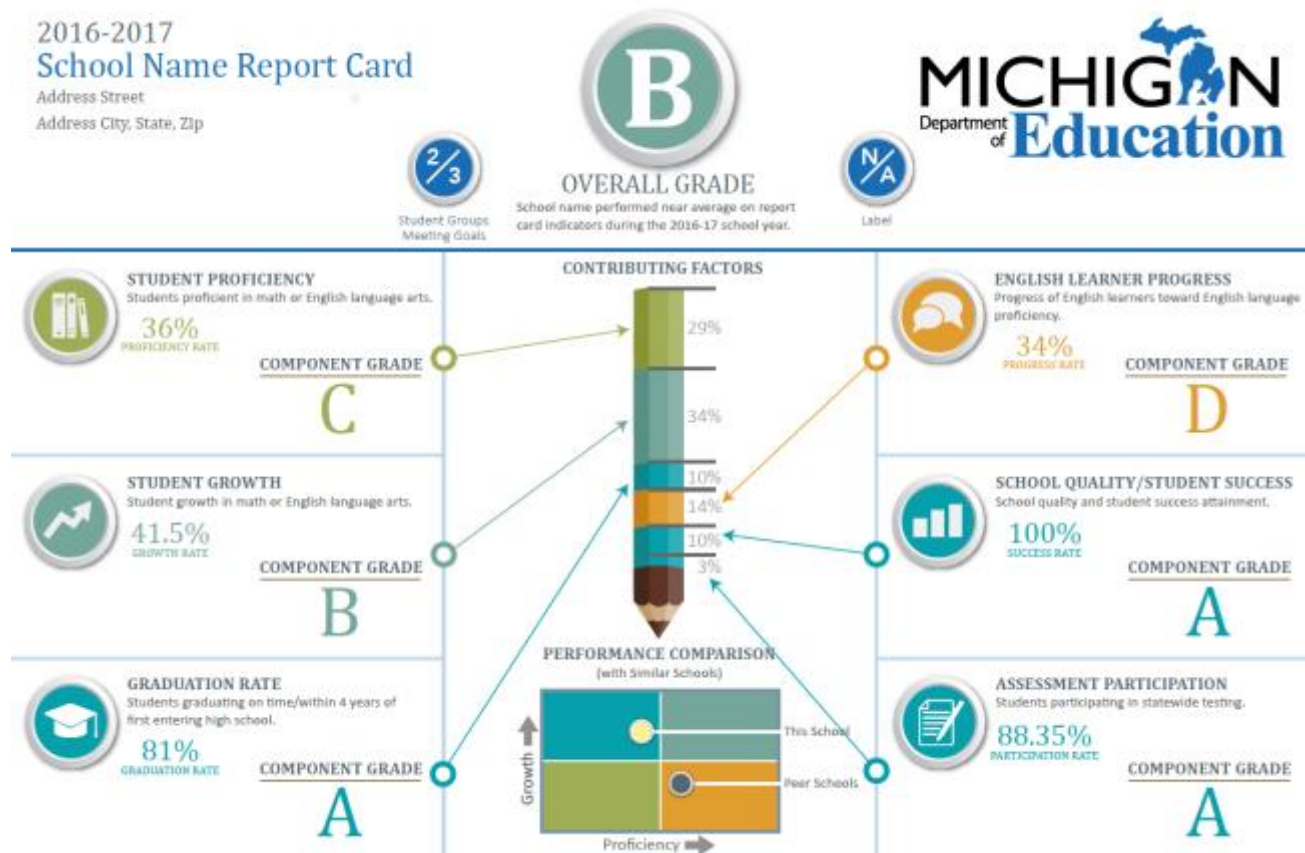 2016-2017
School Name Report Card
Address Street
Address City, State, Zip
B
2/3
Student Groups
Meeting Goals
OVERALL GRADE
School name performed near average on report
card indicators during the 2016-17 school year.
N/A
Label
MICHIGAN
Department
of
Education
STUDENT PROFICIENCY
Students proficient in math or English language arts.
36%
PROFICIENCY RATE
COMPONENT GRADE
C
STUDENT GROWTH
Student growth in math or English language arts.
41.5%
GROWTH RATE
COMPONENT GRADE
B
GRADUATION RATE
Students graduating on time/within 4 years of
first entering high school.
81%
GRADUATION RATE
COMPONENT GRADE
A
CONTRIBUTING FACTORS
29%
34%
10%
14%
10%
3%
PERFORMANCE COMPARISON
(with Similar Schools)
Growth
This School
Peer Schools
Proficiency
ENGLISH LEARNER PROGRESS
Progress of English learners toward English language
proficiency.
34%
PROGRESS RATE
COMPONENT GRADE
D
SCHOOL QUALITY/STUDENT SUCCESS
School quality and student success attainment.
100%
SUCCESS RATE
COMPONENT GRADE
A
ASSESSMENT PARTICIPATION
Students participating in statewide testing.
88.35%
PARTICIPATION RATE
COMPONENT GRADE
A